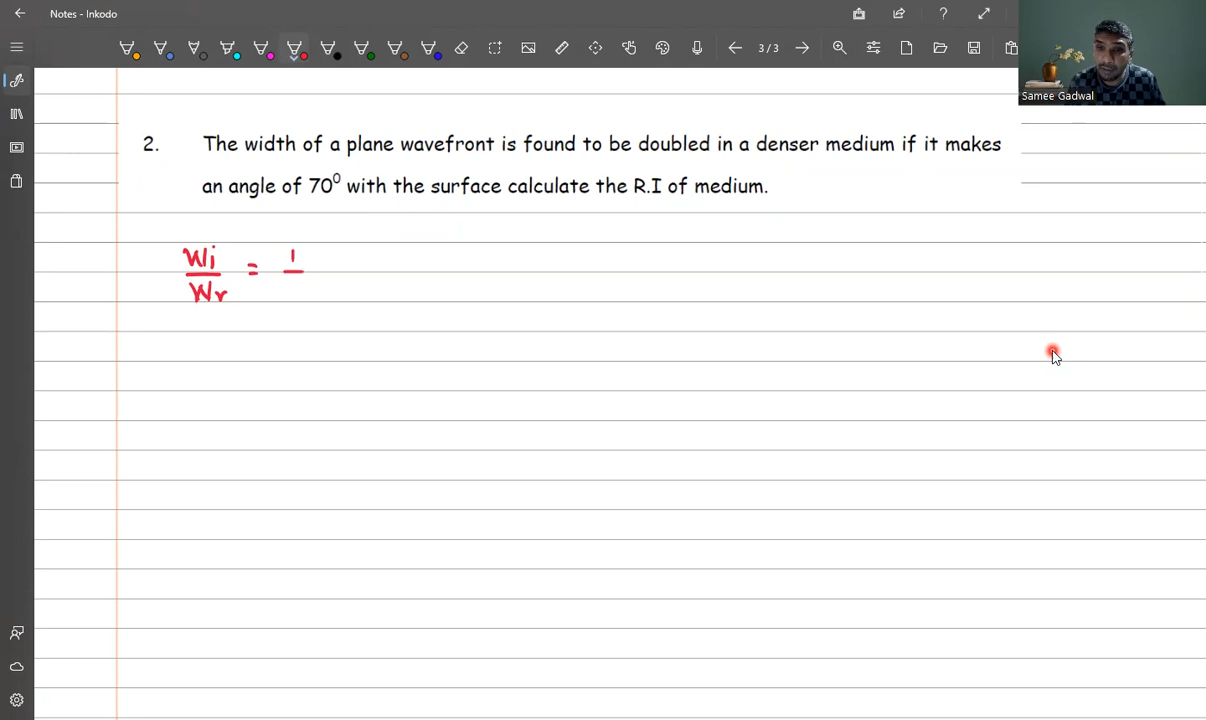 Notes - Inkodo
3 / 3
Samee Gadwal
2. The width of a plane wavefront is found to be doubled in a denser medium if it makes
an angle of 70⁰ with the surface calculate the R.I of medium.
Wi/Wr = 1/